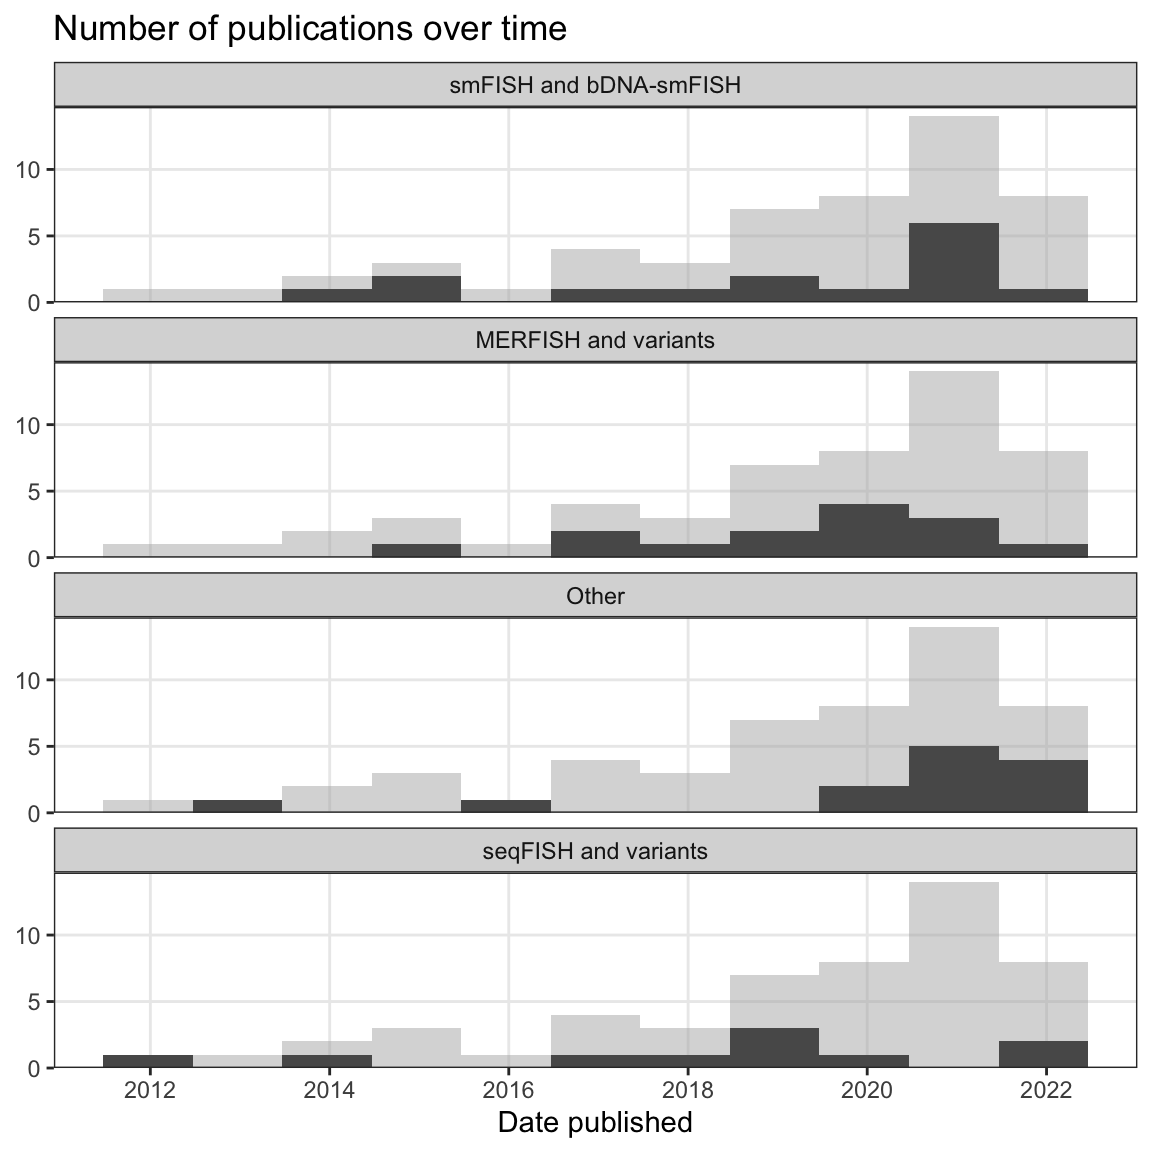 Number of publications over time
smFISH and bDNA-smFISH
10
5
0
MERFISH and variants
10
5
0
Other
10
5
0
seqFISH and variants
10
5
0
2012 2014 2016 2018 2020 2022
Date published